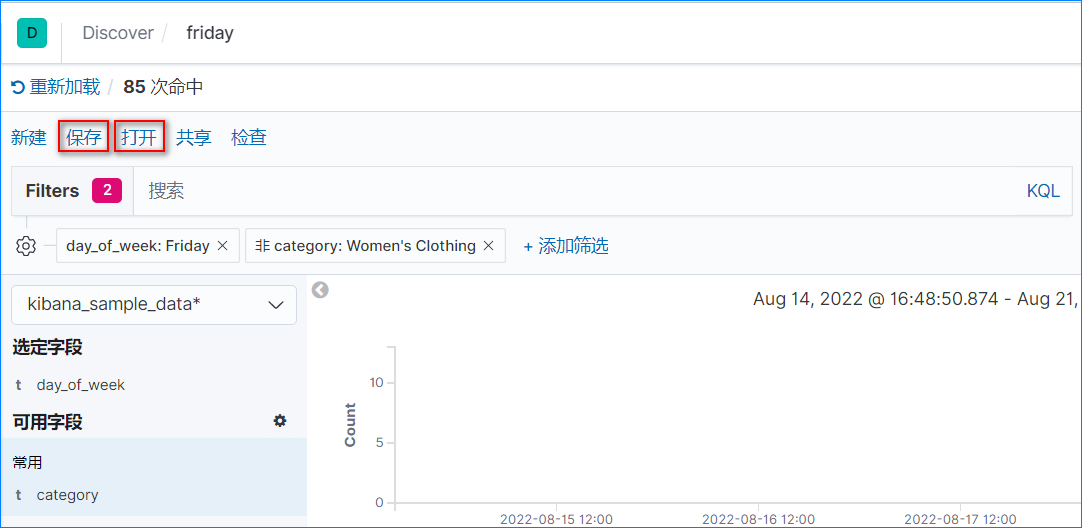 D Discover / friday
重新加载 / 85 次命中
新建 保存 打开 共享 检查
Filters 2 搜索 KQL
day_of_week: Friday × 非 category: Women's Clothing × + 添加筛选
kibana_sample_data*
Aug 14, 2022 @ 16:48:50.874 - Aug 21,
选定字段
t day_of_week
可用字段
常用
t category
Count
10
5
0
2022-08-15 12:00 2022-08-16 12:00 2022-08-17 12:00